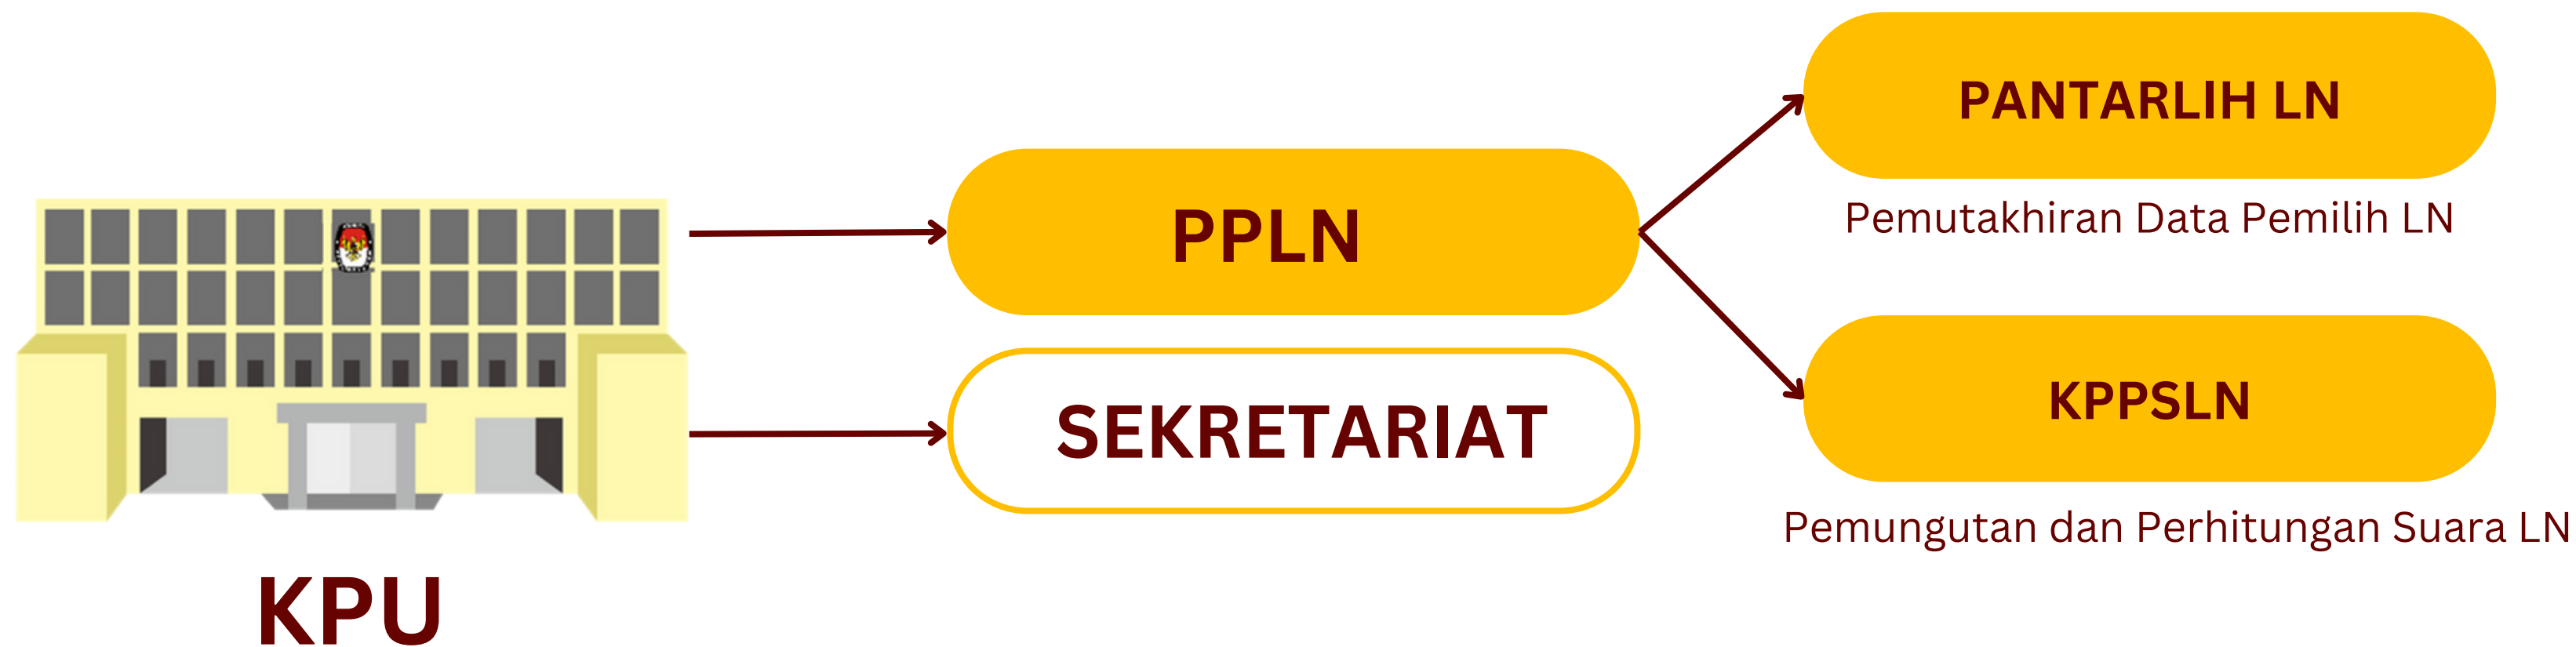 KPU
PPLN
SEKRETARIAT
PANTARLIH LN
Pemutakhiran Data Pemilih LN
KPPSLN
Pemungutan dan Perhitungan Suara LN